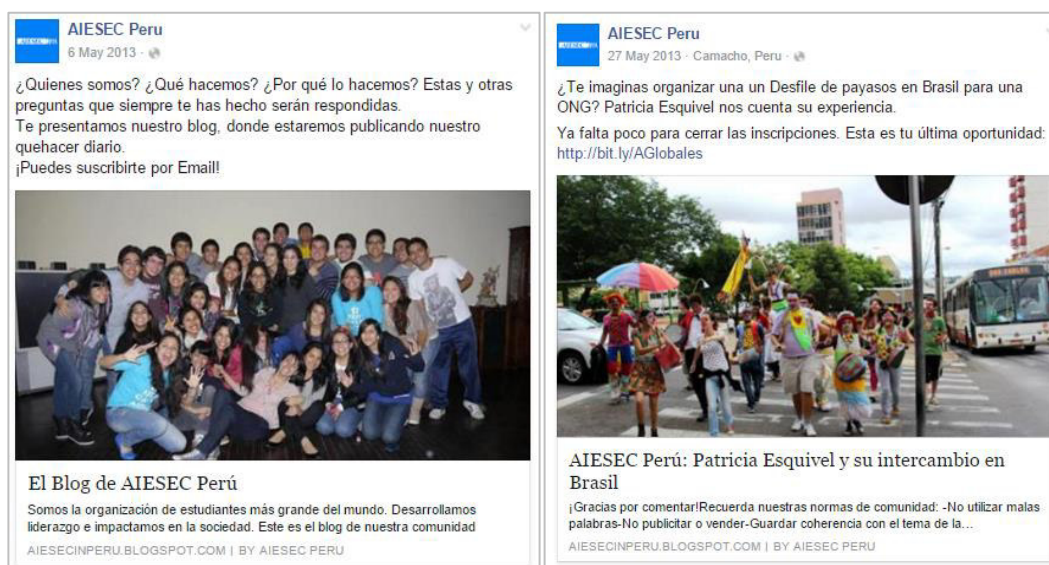 AIESEC Peru
6 May 2013
¿Quienes somos? ¿Qué hacemos? ¿Por qué lo hacemos? Estas y otras
preguntas que siempre te has hecho serán respondidas.
Te presentamos nuestro blog, donde estaremos publicando nuestro
quehacer diario.
¡Puedes suscribirte por Email!
El Blog de AIESEC Perú
Somos la organización de estudiantes más grande del mundo. Desarrollamos
liderazgo e impactamos en la sociedad. Este es el blog de nuestra comunidad
AIESECINPERU.BLOGSPOT.COM | BY AIESEC PERU
AIESEC Peru
27 May 2013 · Camacho, Peru
¿Te imaginas organizar una un Desfile de payasos en Brasil para una
ONG? Patricia Esquivel nos cuenta su experiencia.
Ya falta poco para cerrar las inscripciones. Esta es tu última oportunidad:
http://bit.ly/AGlobales
SAO CARLOS
AIESEC Perú: Patricia Esquivel y su intercambio en
Brasil
¡Gracias por comentar!Recuerda nuestras normas de comunidad: -No utilizar malas
palabras-No publicitar o vender-Guardar coherencia con el tema de la...
AIESECINPERU.BLOGSPOT.COM | BY AIESEC PERU